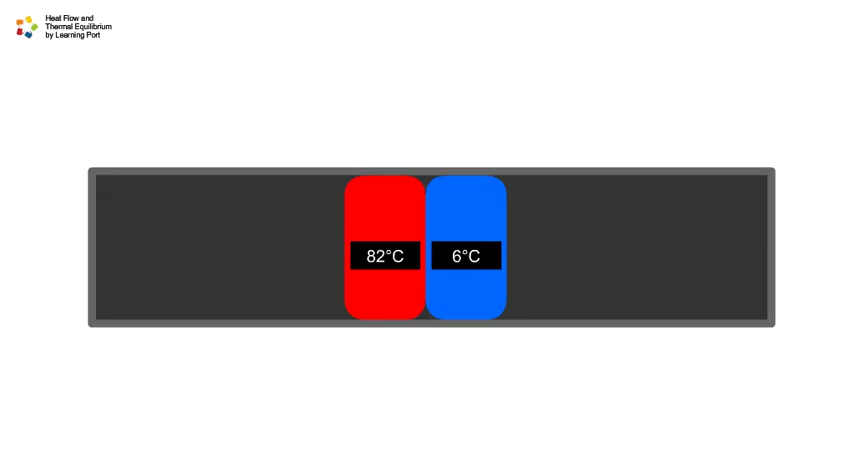 Heat Flow and
Thermal Equilibrium
by Learning Port
82°C 6°C